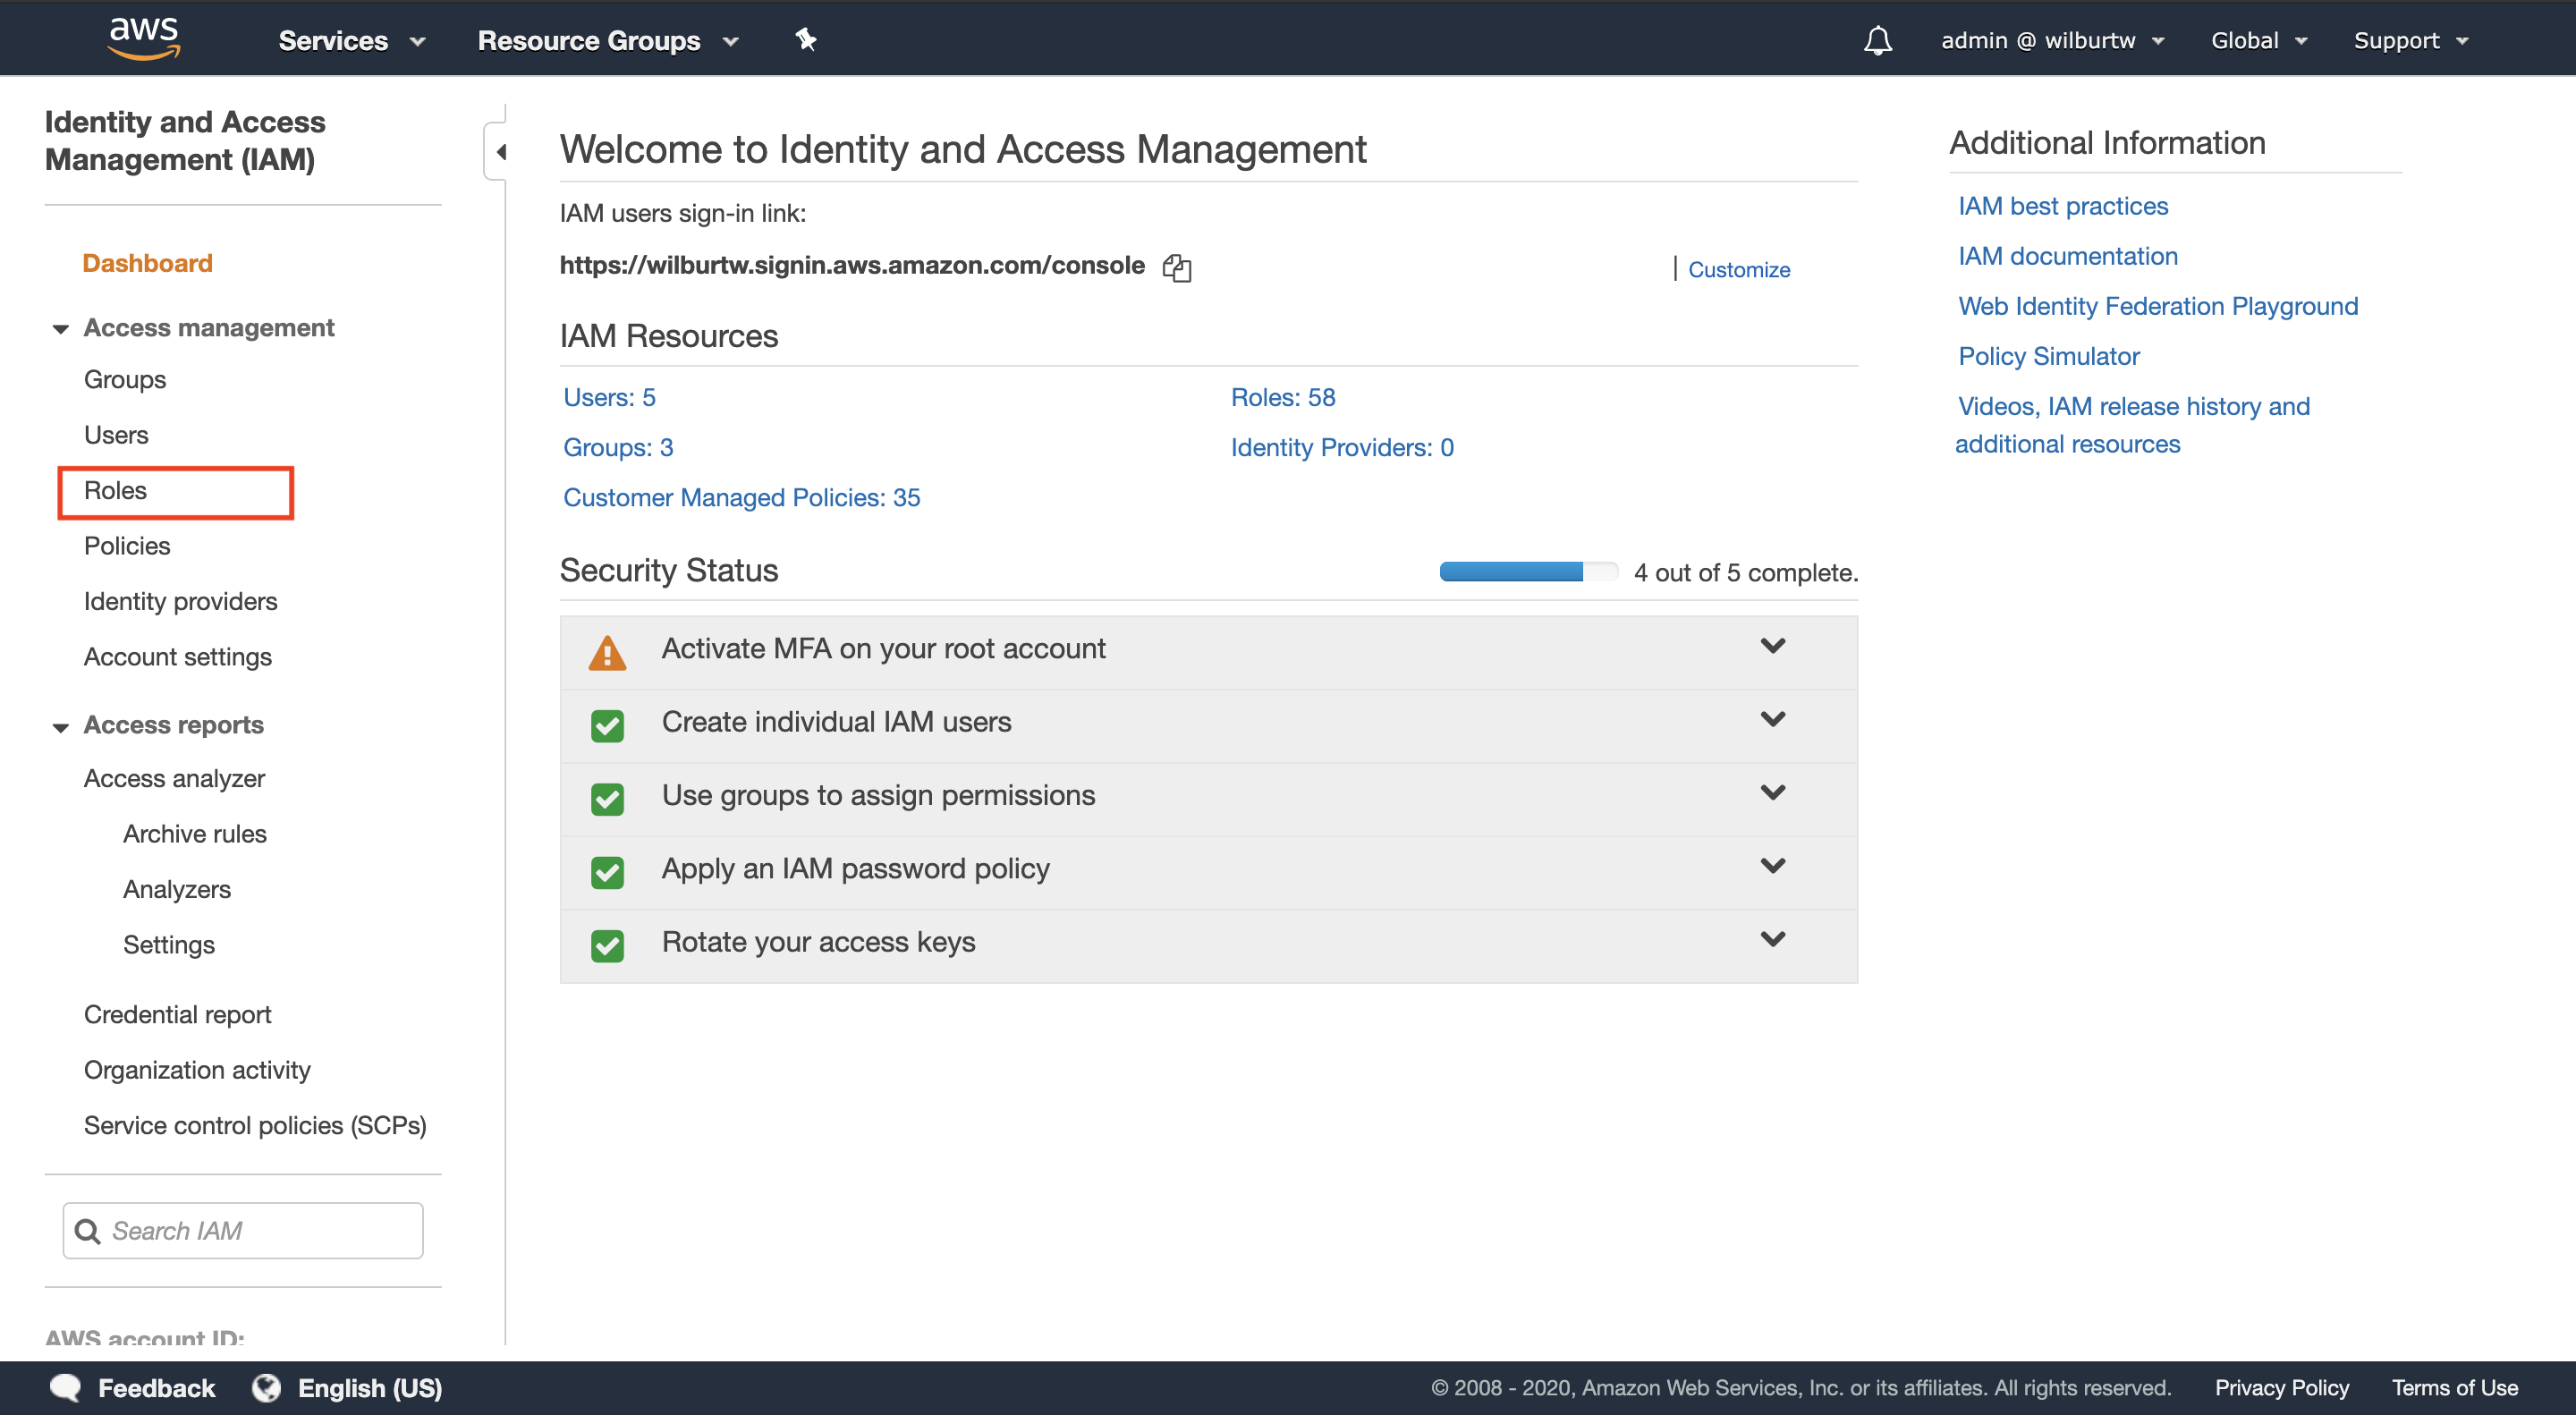 aws
Services
Resource Groups
admin @ wilburtw
Global
Support
Identity and Access
Management (IAM)
Dashboard
Access management
Groups
Users
Roles
Policies
Identity providers
Account settings
Access reports
Access analyzer
Archive rules
Analyzers
Settings
Credential report
Organization activity
Service control policies (SCPs)
Search IAM
AWS account ID:
Welcome to Identity and Access Management
IAM users sign-in link:
https://wilburtw.signin.aws.amazon.com/console
| Customize
IAM Resources
Users: 5
Roles: 58
Groups: 3
Identity Providers: 0
Customer Managed Policies: 35
Security Status
4 out of 5 complete.
Activate MFA on your root account
Create individual IAM users
Use groups to assign permissions
Apply an IAM password policy
Rotate your access keys
Additional Information
IAM best practices
IAM documentation
Web Identity Federation Playground
Policy Simulator
Videos, IAM release history and
additional resources
Feedback
English (US)
© 2008 - 2020, Amazon Web Services, Inc. or its affiliates. All rights reserved.
Privacy Policy
Terms of Use